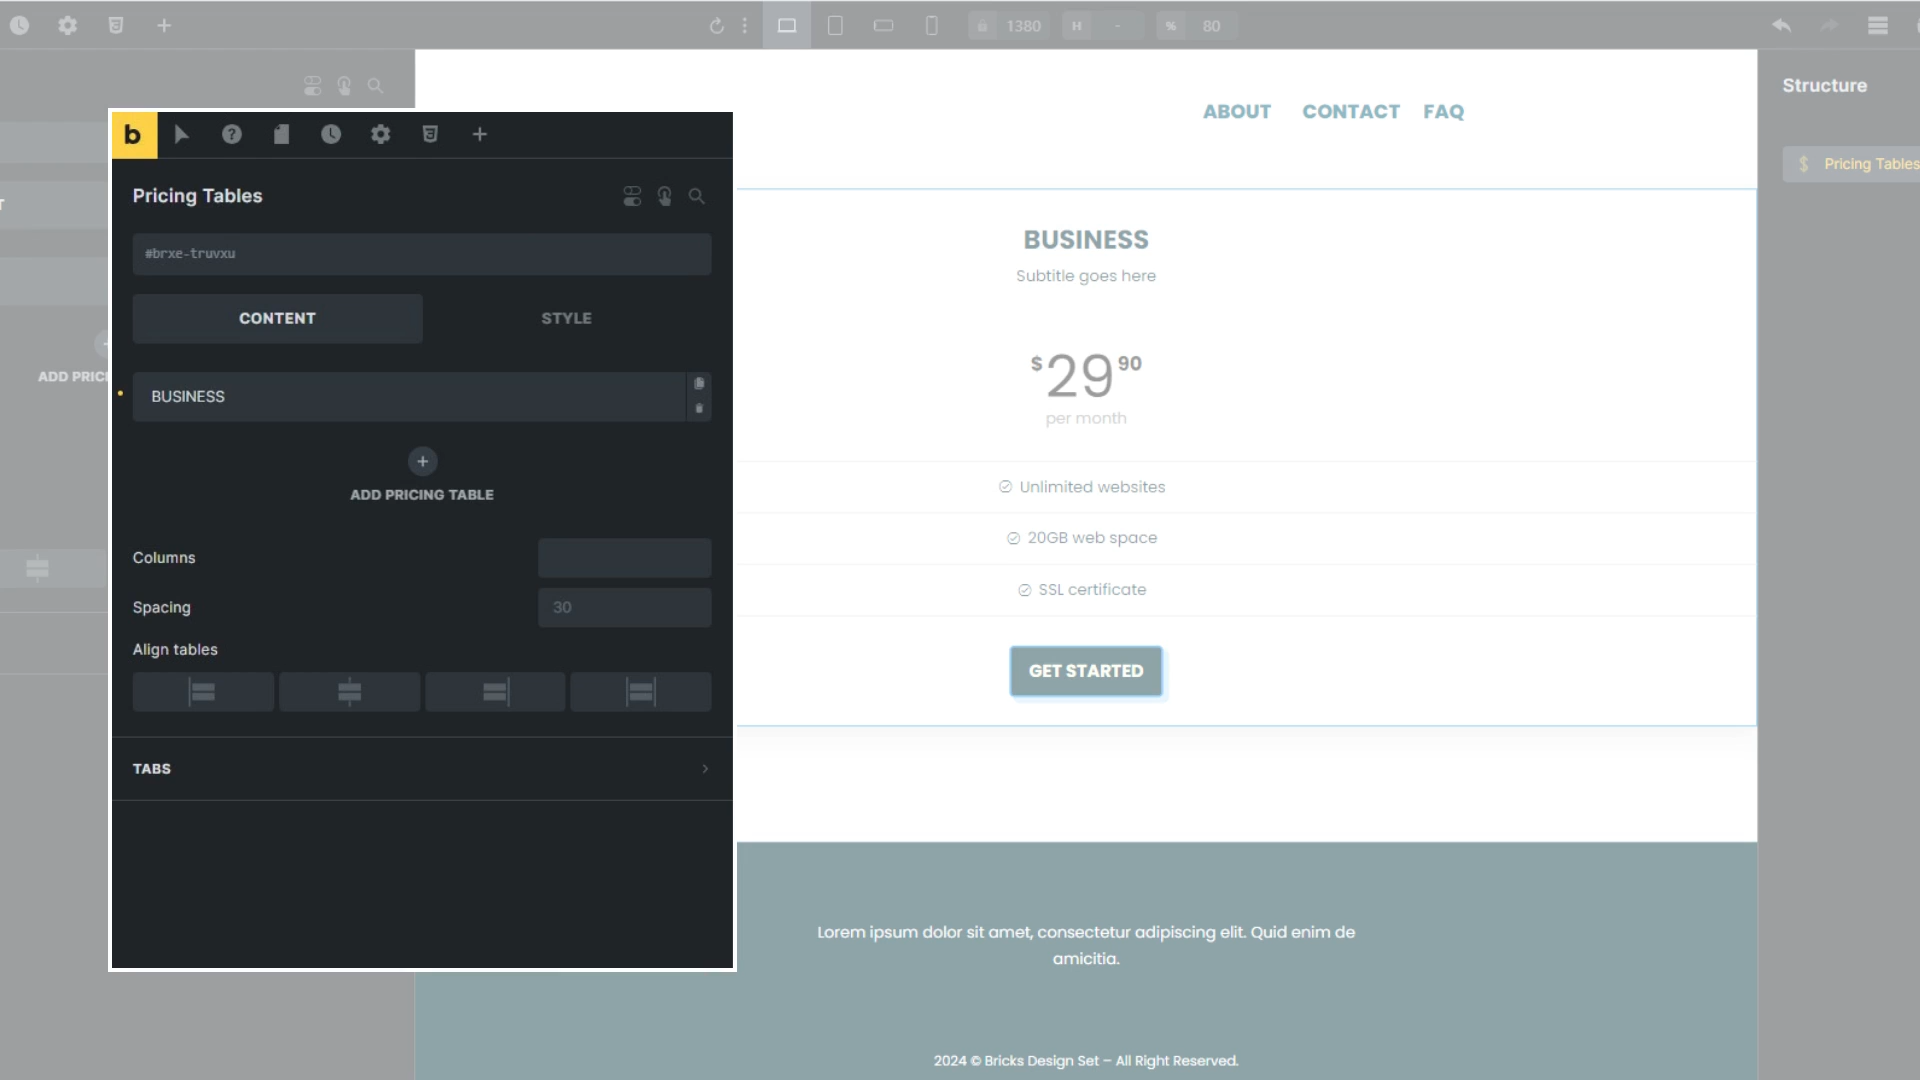 1380
H
-
%
80
Structure
ABOUT
CONTACT
FAQ
b
Pricing Tables
Pricing Tables
#brxe-truvxu
CONTENT
STYLE
BUSINESS
ADD PRICING TABLE
Columns
Spacing
30
Align tables
TABS
T
ADD PRIC
BUSINESS
Subtitle goes here
$29 90
per month
Unlimited websites
20GB web space
SSL certificate
GET STARTED
Lorem ipsum dolor sit amet, consectetur adipiscing elit. Quid enim de
amicitia.
2024 © Bricks Design Set – All Right Reserved.